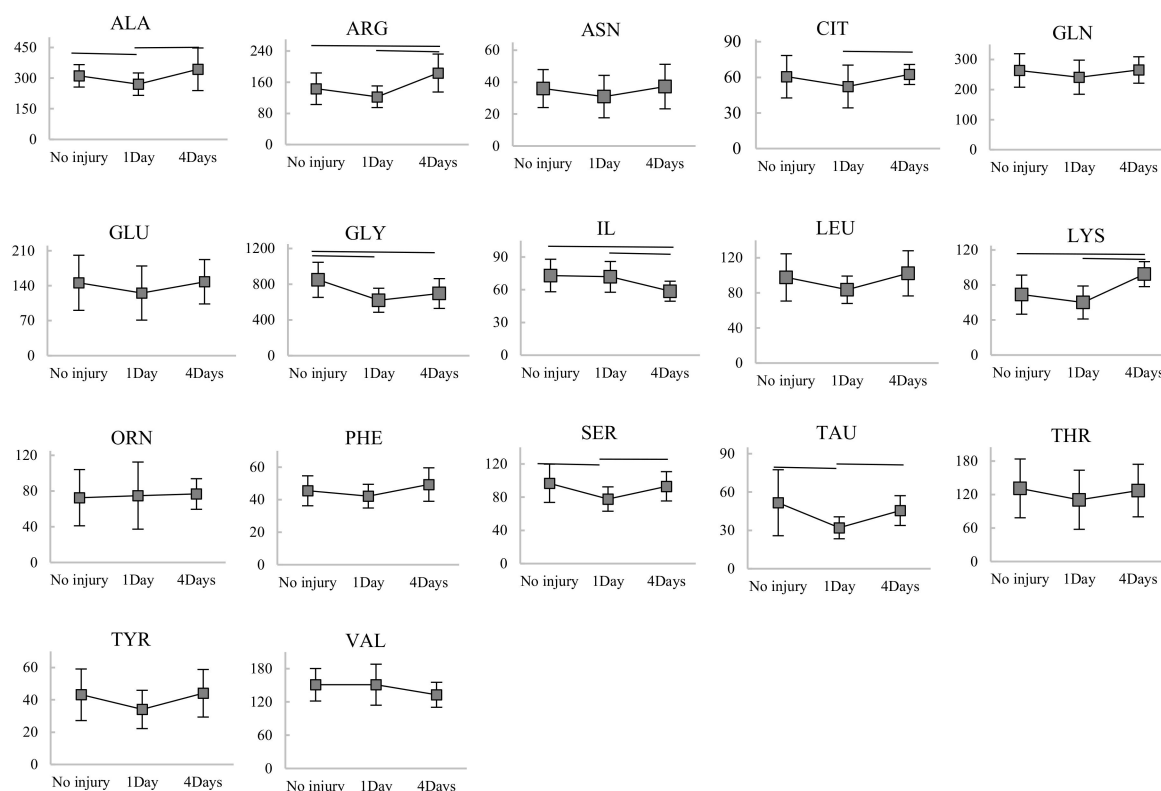 ALA
450
300
150
0
No injury 1Day 4Days
ARG
240
160
80
0
No injury 1Day 4Days
ASN
60
40
20
0
No injury 1Day 4Days
CIT
90
60
30
0
No injury 1Day 4Days
GLN
300
200
100
0
No injury 1Day 4Days
GLU
210
140
70
0
No injury 1Day 4Days
GLY
1200
800
400
0
No injury 1Day 4Days
IL
90
60
30
0
No injury 1Day 4Days
LEU
120
80
40
0
No injury 1Day 4Days
LYS
120
80
40
0
No injury 1Day 4Days
ORN
120
80
40
0
No injury 1Day 4Days
PHE
60
40
20
0
No injury 1Day 4Days
SER
120
80
40
0
No injury 1Day 4Days
TAU
90
60
30
0
No injury 1Day 4Days
THR
180
120
60
0
No injury 1Day 4Days
TYR
60
40
20
0
No injury 1Day 4Days
VAL
180
120
60
0
No injury 1Day 4Days